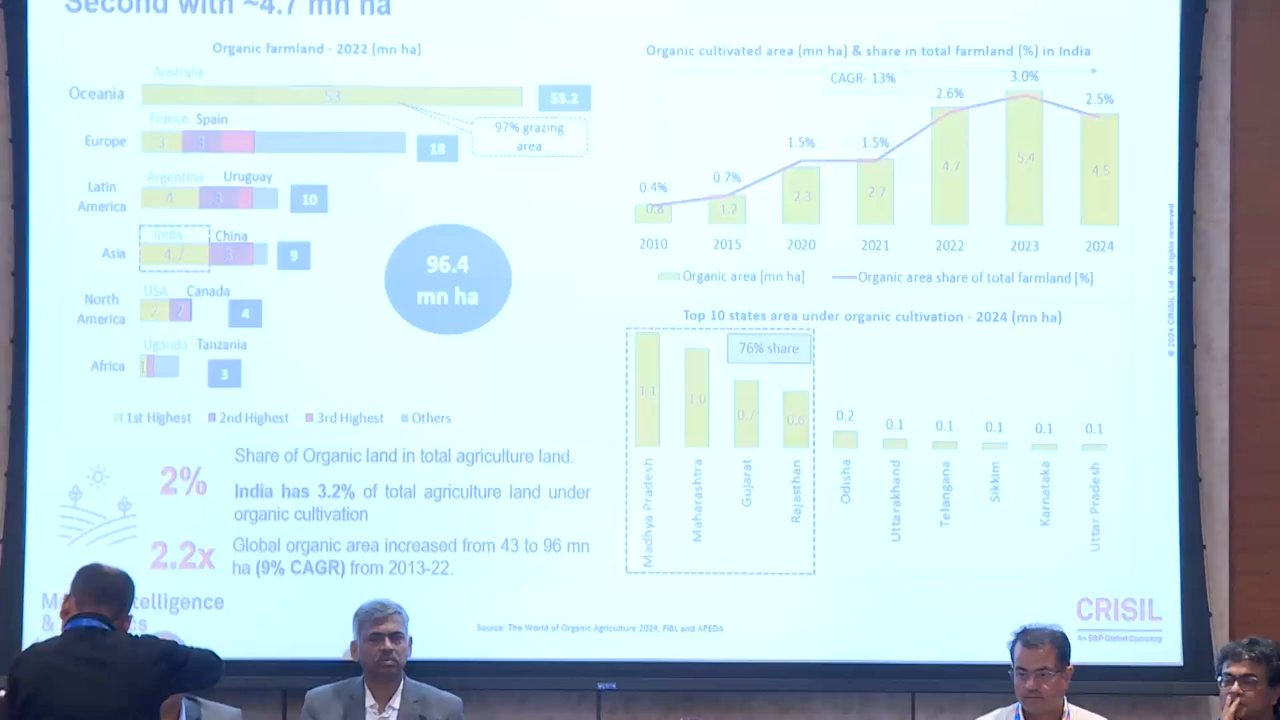 Second with ~4.7 mn ha
Organic farmland - 2022 (mn ha)
Australia
Oceania
53
53.2
97% grazing
area
France Spain
Europe
3 3
18
Argentina Uruguay
Latin
America
4 3
10
India China
Asia
4.7 3
9
USA Canada
North
America
2 2
4
Uganda Tanzania
Africa
1
3
96.4
mn ha
1st Highest 2nd Highest 3rd Highest Others
2%
Share of Organic land in total agriculture land.
India has 3.2% of total agriculture land under
organic cultivation
2.2x
Global organic area increased from 43 to 96 mn
ha (9% CAGR) from 2013-22.
Organic cultivated area (mn ha) & share in total farmland (%) in India
CAGR- 13%
0.4% 0.7% 1.5% 1.5% 2.6% 3.0% 2.5%
0.8 1.2 2.3 2.7 4.7 5.4 4.5
2010 2015 2020 2021 2022 2023 2024
Organic area [mn ha] Organic area share of total farmland [%]
Top 10 states area under organic cultivation - 2024 (mn ha)
76% share
1.1 1.0 0.7 0.6 0.2 0.1 0.1 0.1 0.1 0.1
Madhya Pradesh
Maharashtra
Gujarat
Rajasthan
Odisha
Uttarakhand
Telangana
Sikkim
Karnataka
Uttar Pradesh
Source: The World of Organic Agriculture 2024, FiBL and APEDA
CRISIL
An S&P Global Company
© 2024 CRISIL Ltd. All rights reserved